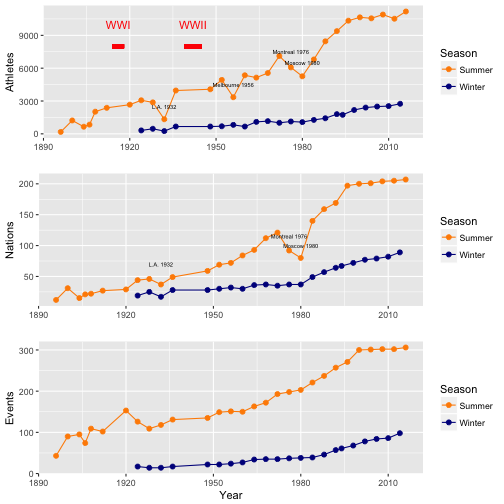 WWI
WWII
Athletes
9000
6000
3000
0
Montreal 1976
Moscow 1980
Melbourne 1956
L.A. 1932
1890
1920
1950
1980
2010
Season
Summer
Winter
Nations
200
150
100
50
Montreal 1976
Moscow 1980
L.A. 1932
1890
1920
1950
1980
2010
Season
Summer
Winter
Events
300
200
100
0
1890
1920
1950
1980
2010
Year
Season
Summer
Winter